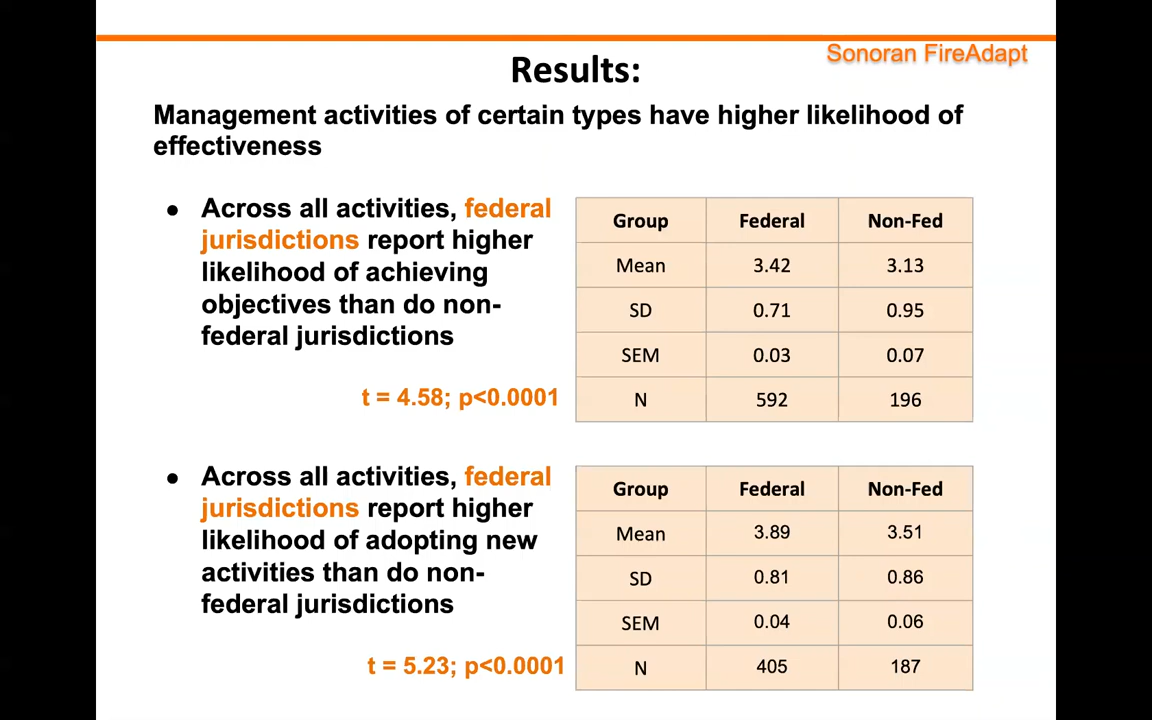 Sonoran FireAdapt
Results:
Management activities of certain types have higher likelihood of
effectiveness
● Across all activities, federal
jurisdictions report higher
likelihood of achieving
objectives than do non-
federal jurisdictions
t = 4.58; p<0.0001
Group Federal Non-Fed
Mean 3.42 3.13
SD 0.71 0.95
SEM 0.03 0.07
N 592 196
● Across all activities, federal
jurisdictions report higher
likelihood of adopting new
activities than do non-
federal jurisdictions
t = 5.23; p<0.0001
Group Federal Non-Fed
Mean 3.89 3.51
SD 0.81 0.86
SEM 0.04 0.06
N 405 187